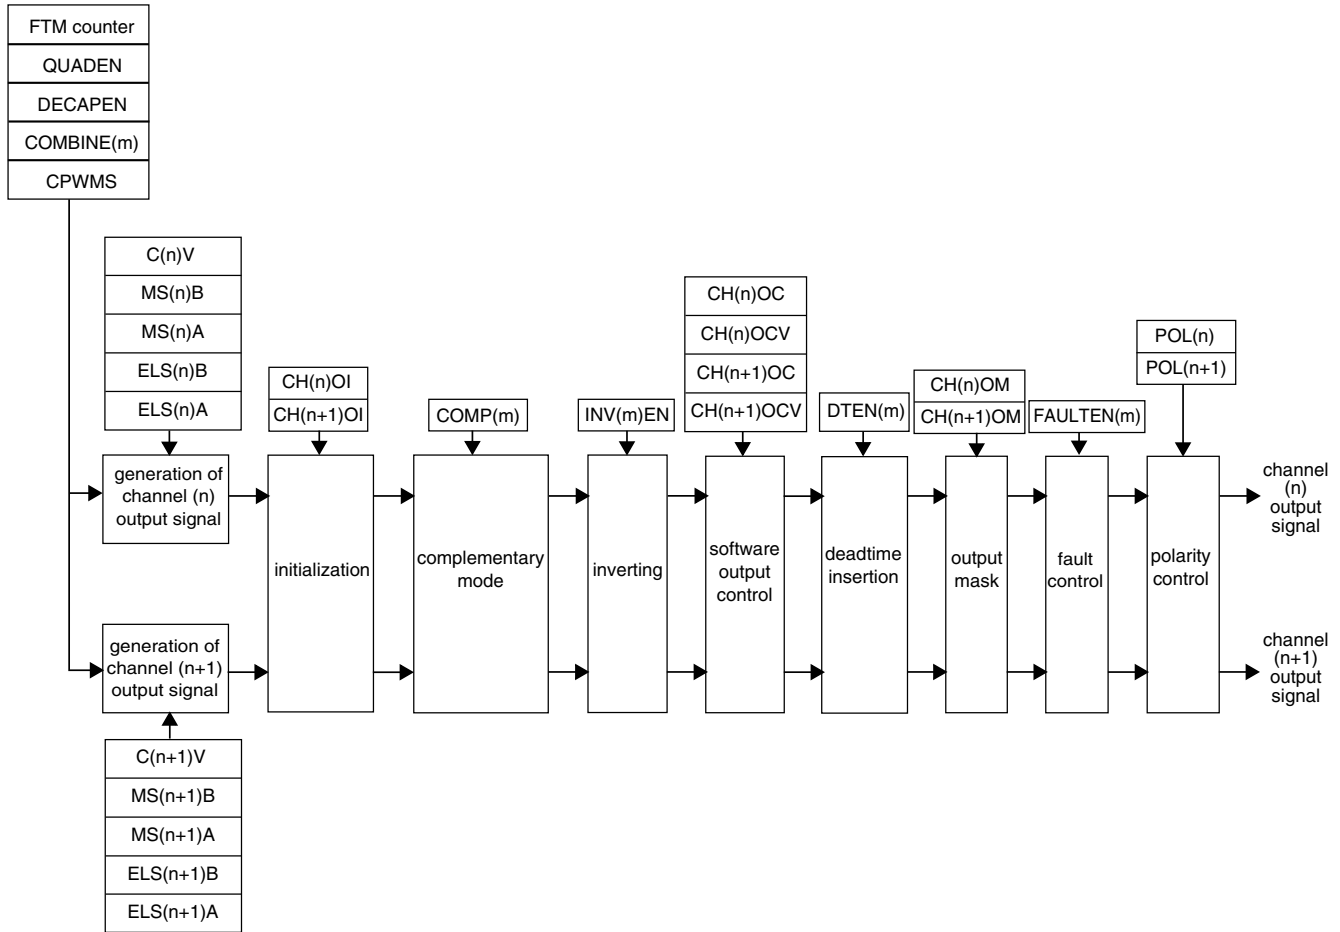 FTM counter
QUADEN
DECAPEN
COMBINE(m)
CPWMS
C(n)V
MS(n)B
MS(n)A
ELS(n)B
ELS(n)A
CH(n)OI
CH(n+1)OI
COMP(m)
INV(m)EN
CH(n)OC
CH(n)OCV
CH(n+1)OC
CH(n+1)OCV
DTEN(m)
CH(n)OM
CH(n+1)OM
FAULTEN(m)
POL(n)
POL(n+1)
generation of
channel (n)
output signal
initialization
complementary
mode
inverting
software
output
control
deadtime
insertion
output
mask
fault
control
polarity
control
channel
(n)
output
signal
generation of
channel (n+1)
output signal
channel
(n+1)
output
signal
C(n+1)V
MS(n+1)B
MS(n+1)A
ELS(n+1)B
ELS(n+1)A